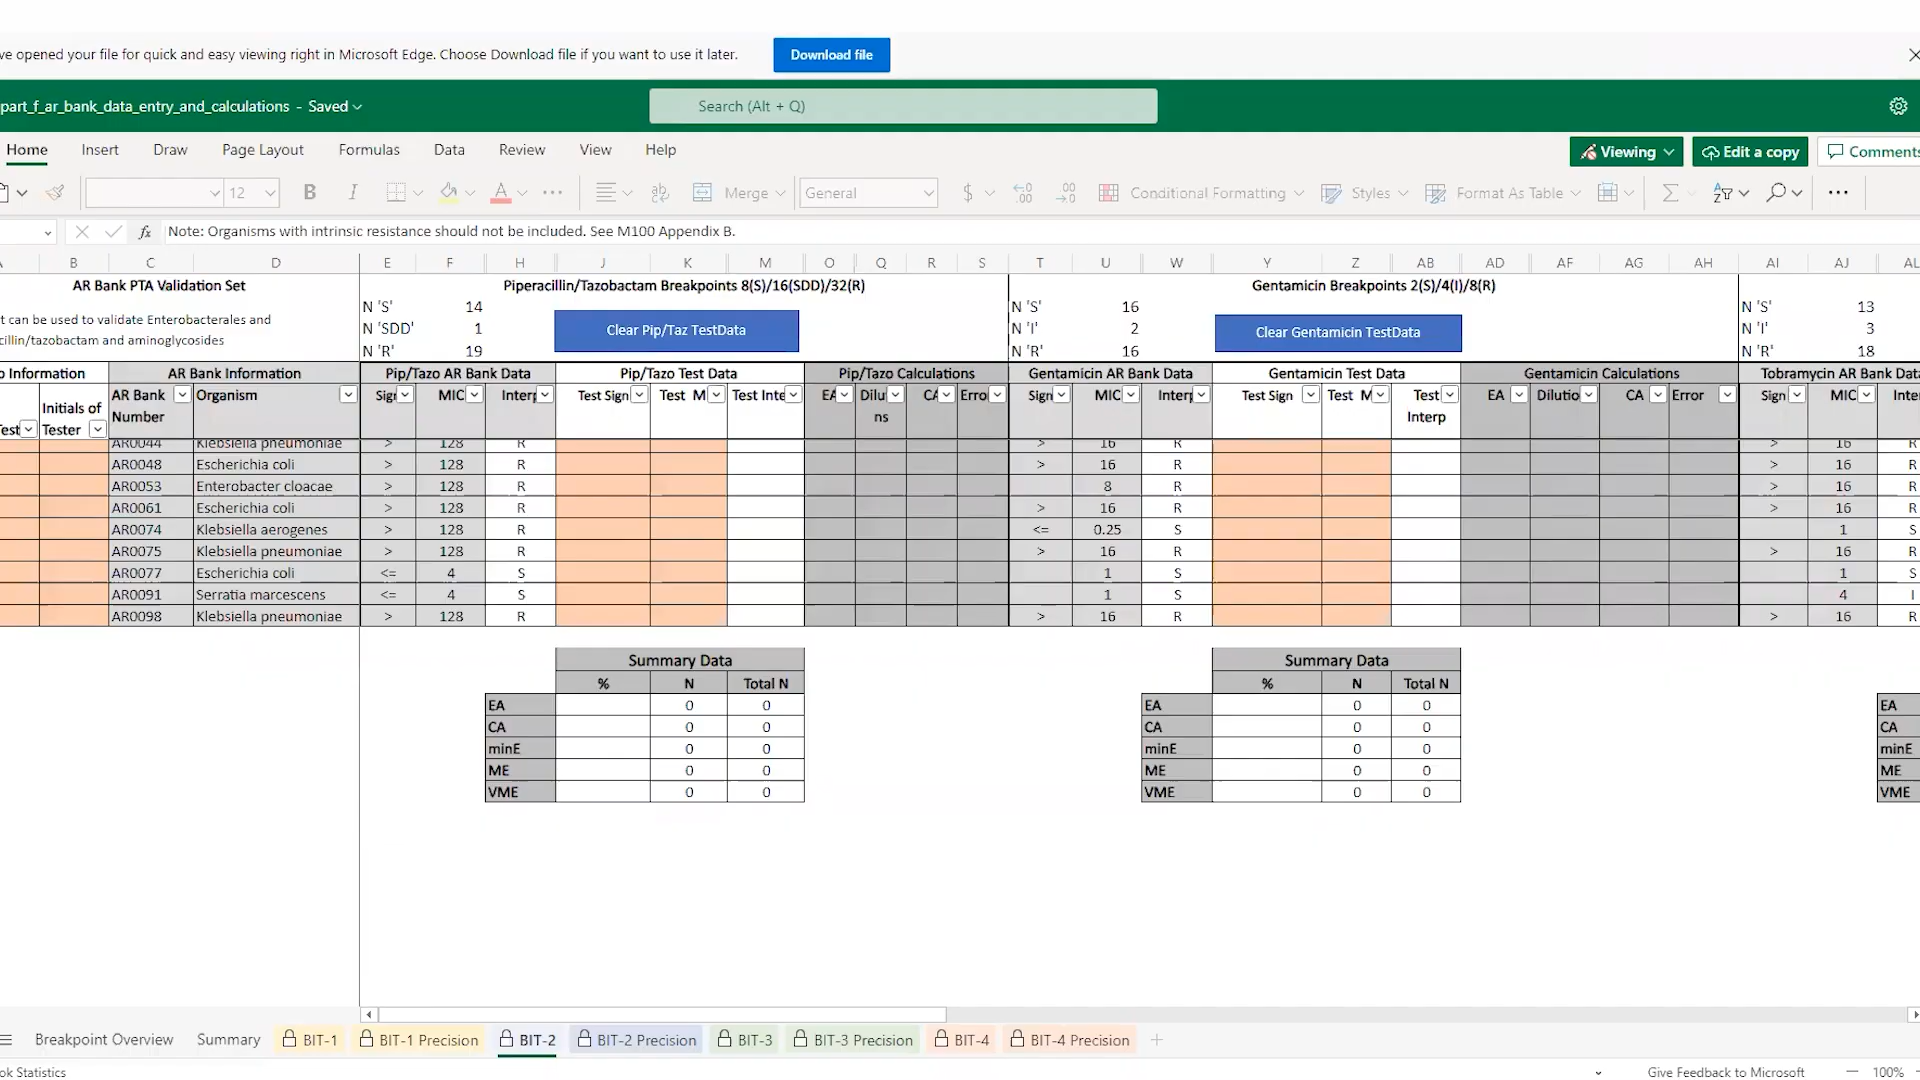 ve opened your file for quick and easy viewing right in Microsoft Edge. Choose Download file if you want to use it later. Download file
part_f_ar_bank_data_entry_and_calculations - Saved Search (Alt + Q)
Home Insert Draw Page Layout Formulas Data Review View Help Viewing Edit a copy Comments
12 B I A Merge General $ Conditional Formatting Styles Format As Table
fx Note: Organisms with intrinsic resistance should not be included. See M100 Appendix B.
B C D E F H J K M O Q R S T U W Y Z AB AD AF AG AH AI AJ AL
AR Bank PTA Validation Set Piperacillin/Tazobactam Breakpoints 8(S)/16(SDD)/32(R) Gentamicin Breakpoints 2(S)/4(I)/8(R)
N 'S' 14 N 'S' 16 N 'S' 13
t can be used to validate Enterobacterales and
N 'SDD' 1 Clear Pip/Taz TestData N 'I' 2 Clear Gentamicin TestData N 'I' 3
cillin/tazobactam and aminoglycosides
N 'R' 19 N 'R' 16 N 'R' 18
o Information AR Bank Information Pip/Tazo AR Bank Data Pip/Tazo Test Data Pip/Tazo Calculations Gentamicin AR Bank Data Gentamicin Test Data Gentamicin Calculations Tobramycin AR Bank Data
Test Initials of Tester AR Bank Number Organism Sign MIC Interp Test Sign Test M Test Inte EA Dilu ns CA Erro Sign MIC Interp Test Sign Test M Test Interp EA Dilutio CA Error Sign MIC Inte
AR0044 Klebsiella pneumoniae > 128 R > 16 R > 16 R
AR0048 Escherichia coli > 128 R > 16 R > 16 R
AR0053 Enterobacter cloacae > 128 R 8 R > 16 R
AR0061 Escherichia coli > 128 R > 16 R > 16 R
AR0074 Klebsiella aerogenes > 128 R <= 0.25 S 1 S
AR0075 Klebsiella pneumoniae > 128 R > 16 R > 16 R
AR0077 Escherichia coli <= 4 S 1 S 1 S
AR0091 Serratia marcescens <= 4 S 1 S 4 I
AR0098 Klebsiella pneumoniae > 128 R > 16 R > 16 R
Summary Data Summary Data
% N Total N % N Total N
EA 0 0 EA 0 0 EA
CA 0 0 CA 0 0 CA
minE 0 0 minE 0 0 minE
ME 0 0 ME 0 0 ME
VME 0 0 VME 0 0 VME
Breakpoint Overview Summary BIT-1 BIT-1 Precision BIT-2 BIT-2 Precision BIT-3 BIT-3 Precision BIT-4 BIT-4 Precision
ok Statistics Give Feedback to Microsoft 100%